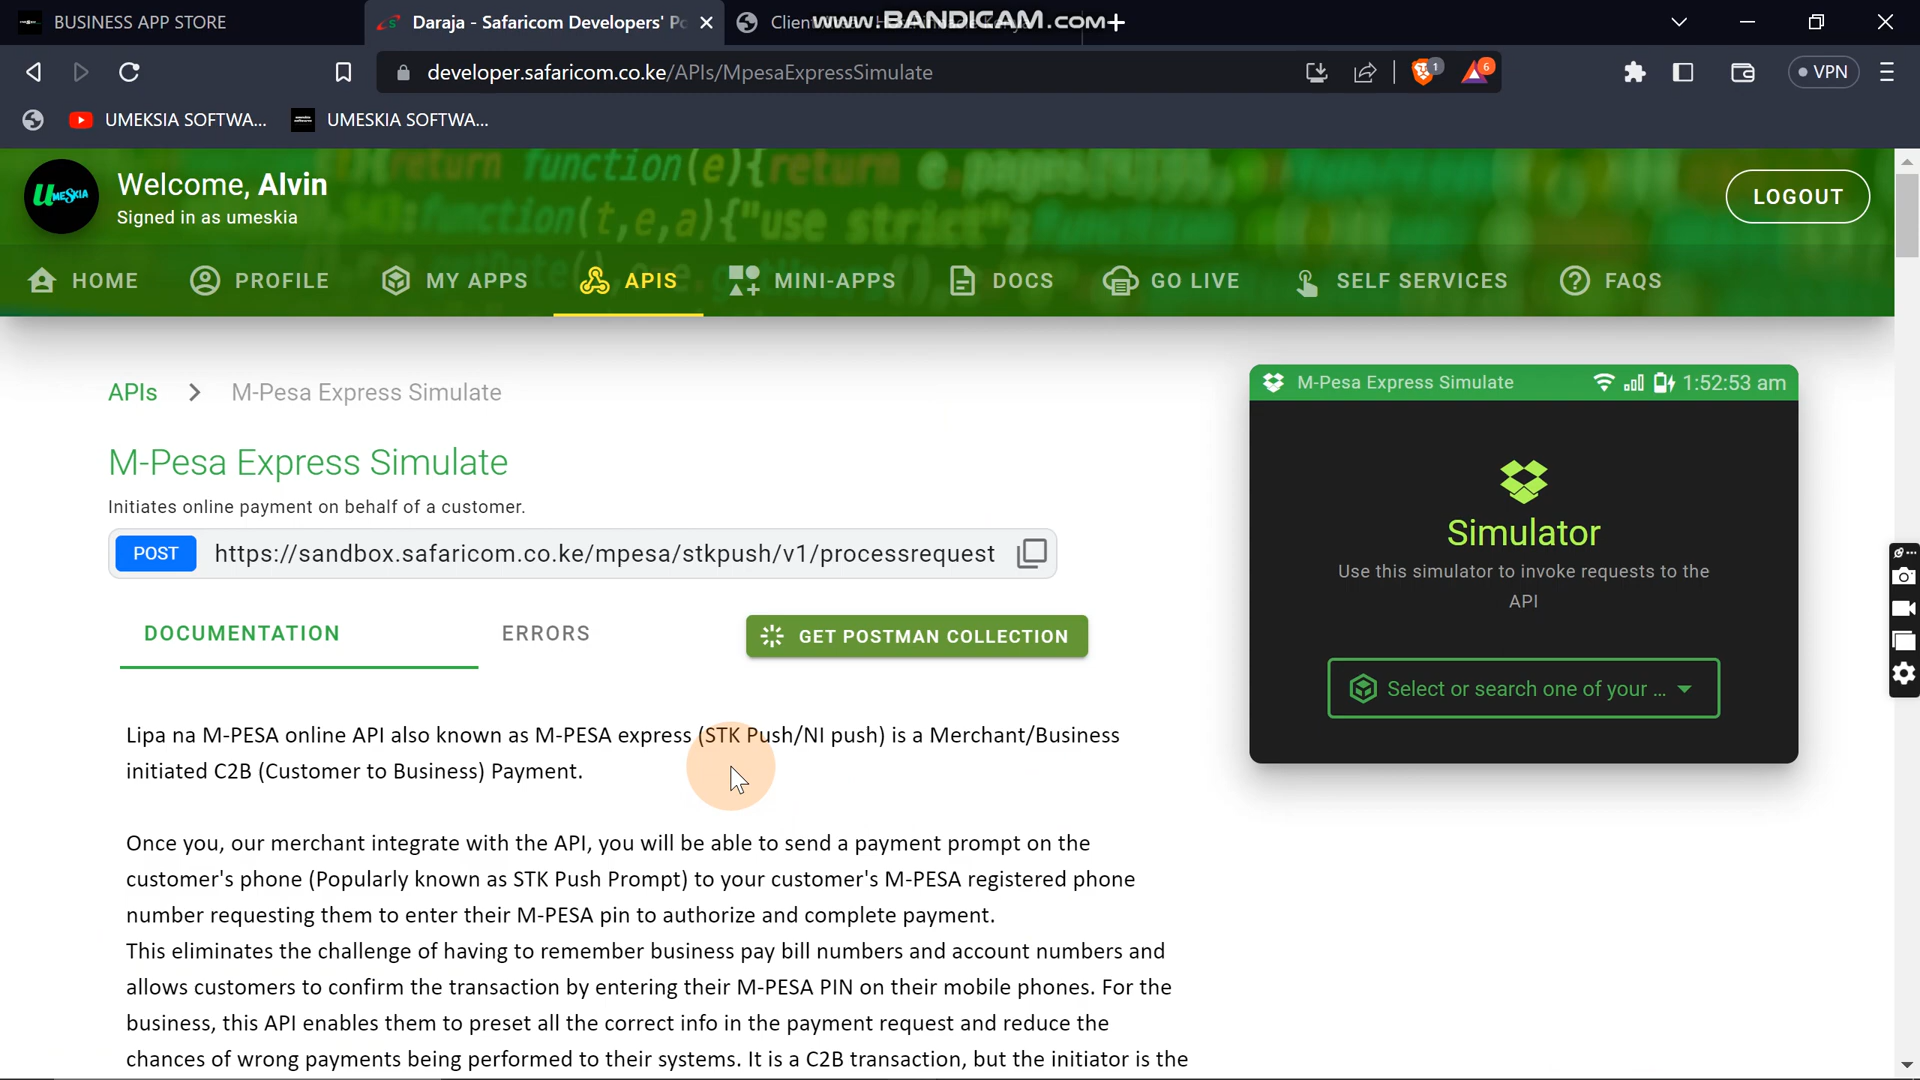 BUSINESS APP STORE
Daraja - Safaricom Developers' Po
Client
www.BANDICAM.com
developer.safaricom.co.ke/APIs/MpesaExpressSimulate
1
6
VPN
UMEKSIA SOFTWA...
UMESKIA SOFTWA...
UMESKIA
Welcome, Alvin
Signed in as umeskia
LOGOUT
HOME
PROFILE
MY APPS
APIS
MINI-APPS
DOCS
GO LIVE
SELF SERVICES
FAQS
APIs > M-Pesa Express Simulate
M-Pesa Express Simulate
Initiates online payment on behalf of a customer.
POST https://sandbox.safaricom.co.ke/mpesa/stkpush/v1/processrequest
DOCUMENTATION
ERRORS
GET POSTMAN COLLECTION
Lipa na M-PESA online API also known as M-PESA express (STK Push/NI push) is a Merchant/Business
initiated C2B (Customer to Business) Payment.
Once you, our merchant integrate with the API, you will be able to send a payment prompt on the
customer's phone (Popularly known as STK Push Prompt) to your customer's M-PESA registered phone
number requesting them to enter their M-PESA pin to authorize and complete payment.
This eliminates the challenge of having to remember business pay bill numbers and account numbers and
allows customers to confirm the transaction by entering their M-PESA PIN on their mobile phones. For the
business, this API enables them to preset all the correct info in the payment request and reduce the
chances of wrong payments being performed to their systems. It is a C2B transaction, but the initiator is the
M-Pesa Express Simulate
1:52:53 am
Simulator
Use this simulator to invoke requests to the
API
Select or search one of your ...